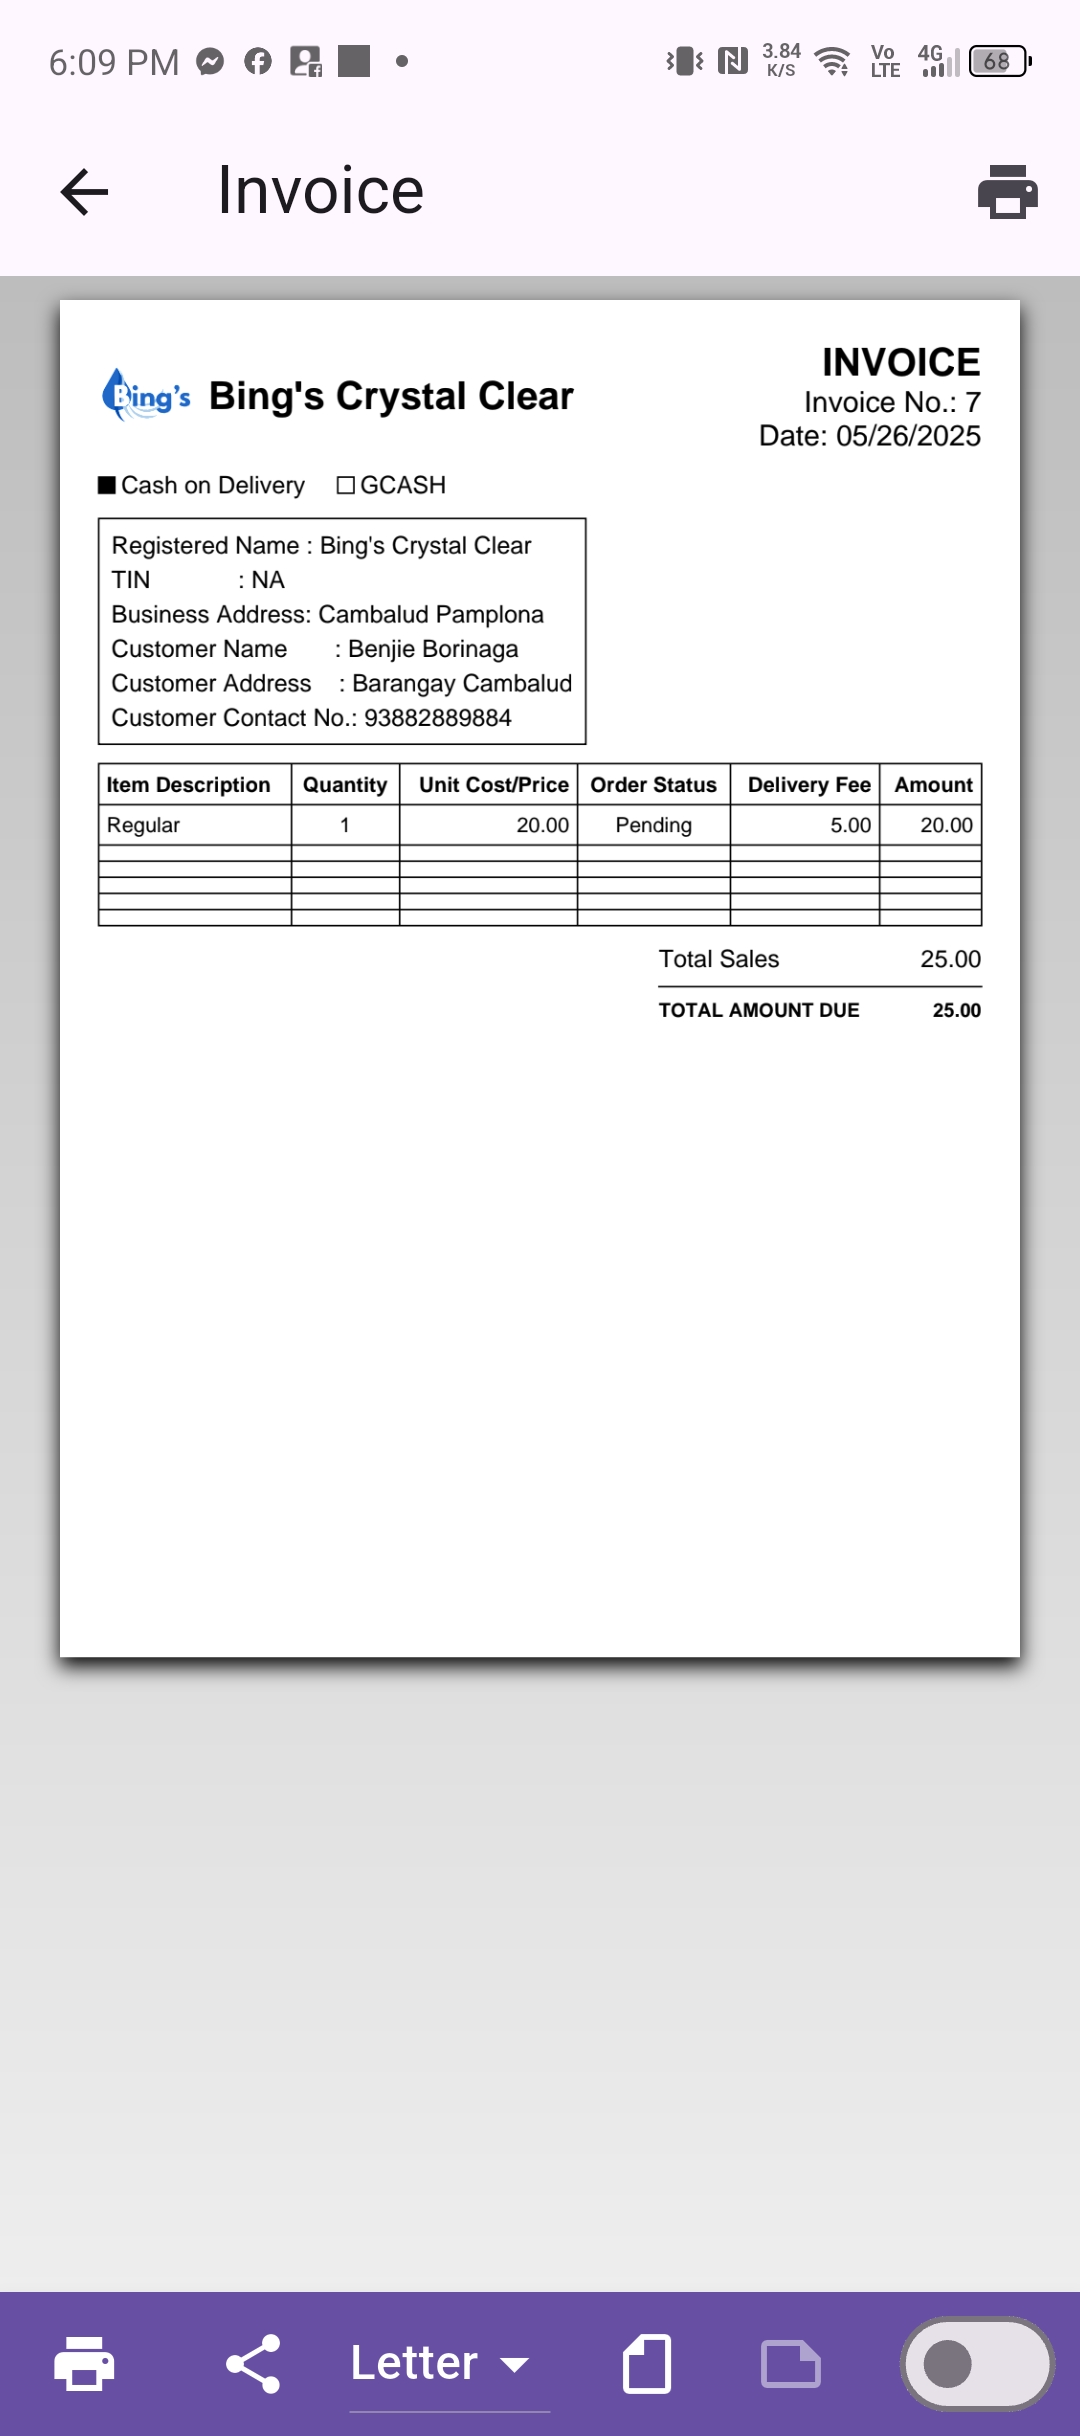 6:09 PM 3.84 K/S Vo LTE 4G 68
Invoice
INVOICE
Bing's Bing's Crystal Clear
Invoice No.: 7
Date: 05/26/2025
Cash on Delivery GCASH
Registered Name : Bing's Crystal Clear
TIN : NA
Business Address: Cambalud Pamplona
Customer Name : Benjie Borinaga
Customer Address : Barangay Cambalud
Customer Contact No.: 93882889884
Item Description Quantity Unit Cost/Price Order Status Delivery Fee Amount
Regular 1 20.00 Pending 5.00 20.00
Total Sales 25.00
TOTAL AMOUNT DUE 25.00
Letter